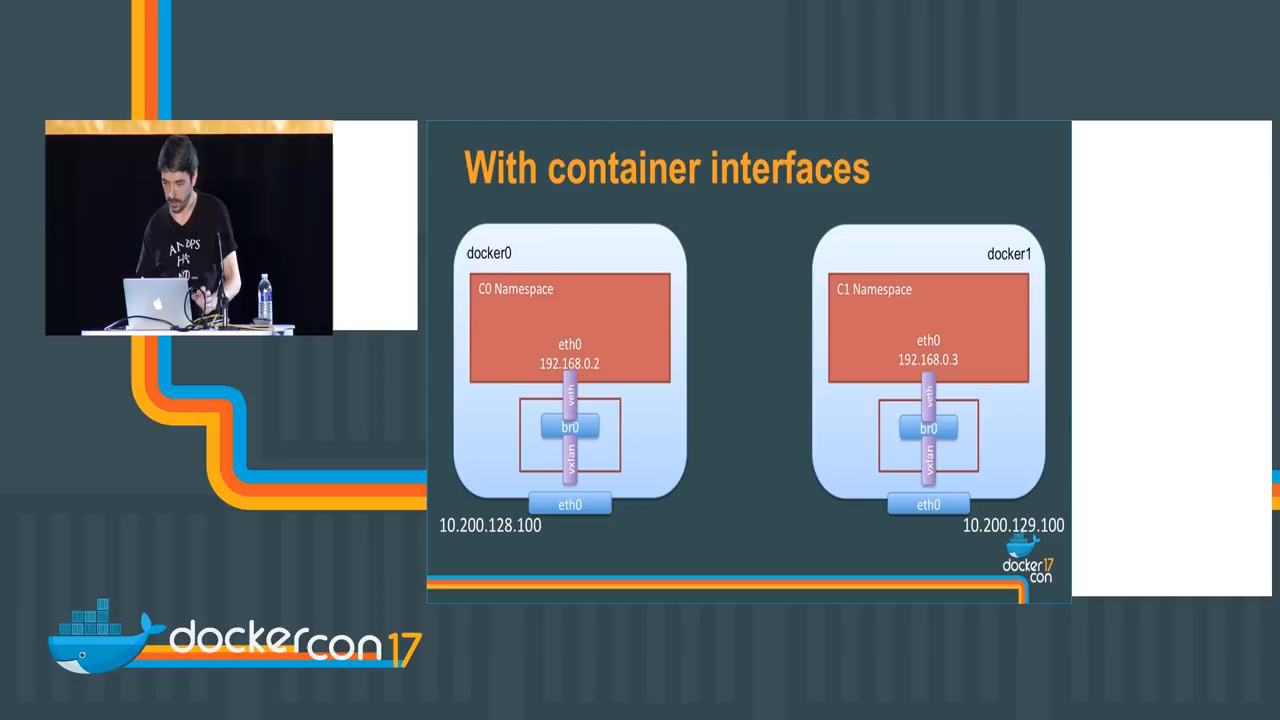 With container interfaces
docker0
C0 Namespace
eth0
192.168.0.2
veth
br0
vxlan
eth0
10.200.128.100
docker1
C1 Namespace
eth0
192.168.0.3
veth
br0
vxlan
eth0
10.200.129.100
docker 17
con
dockercon 17